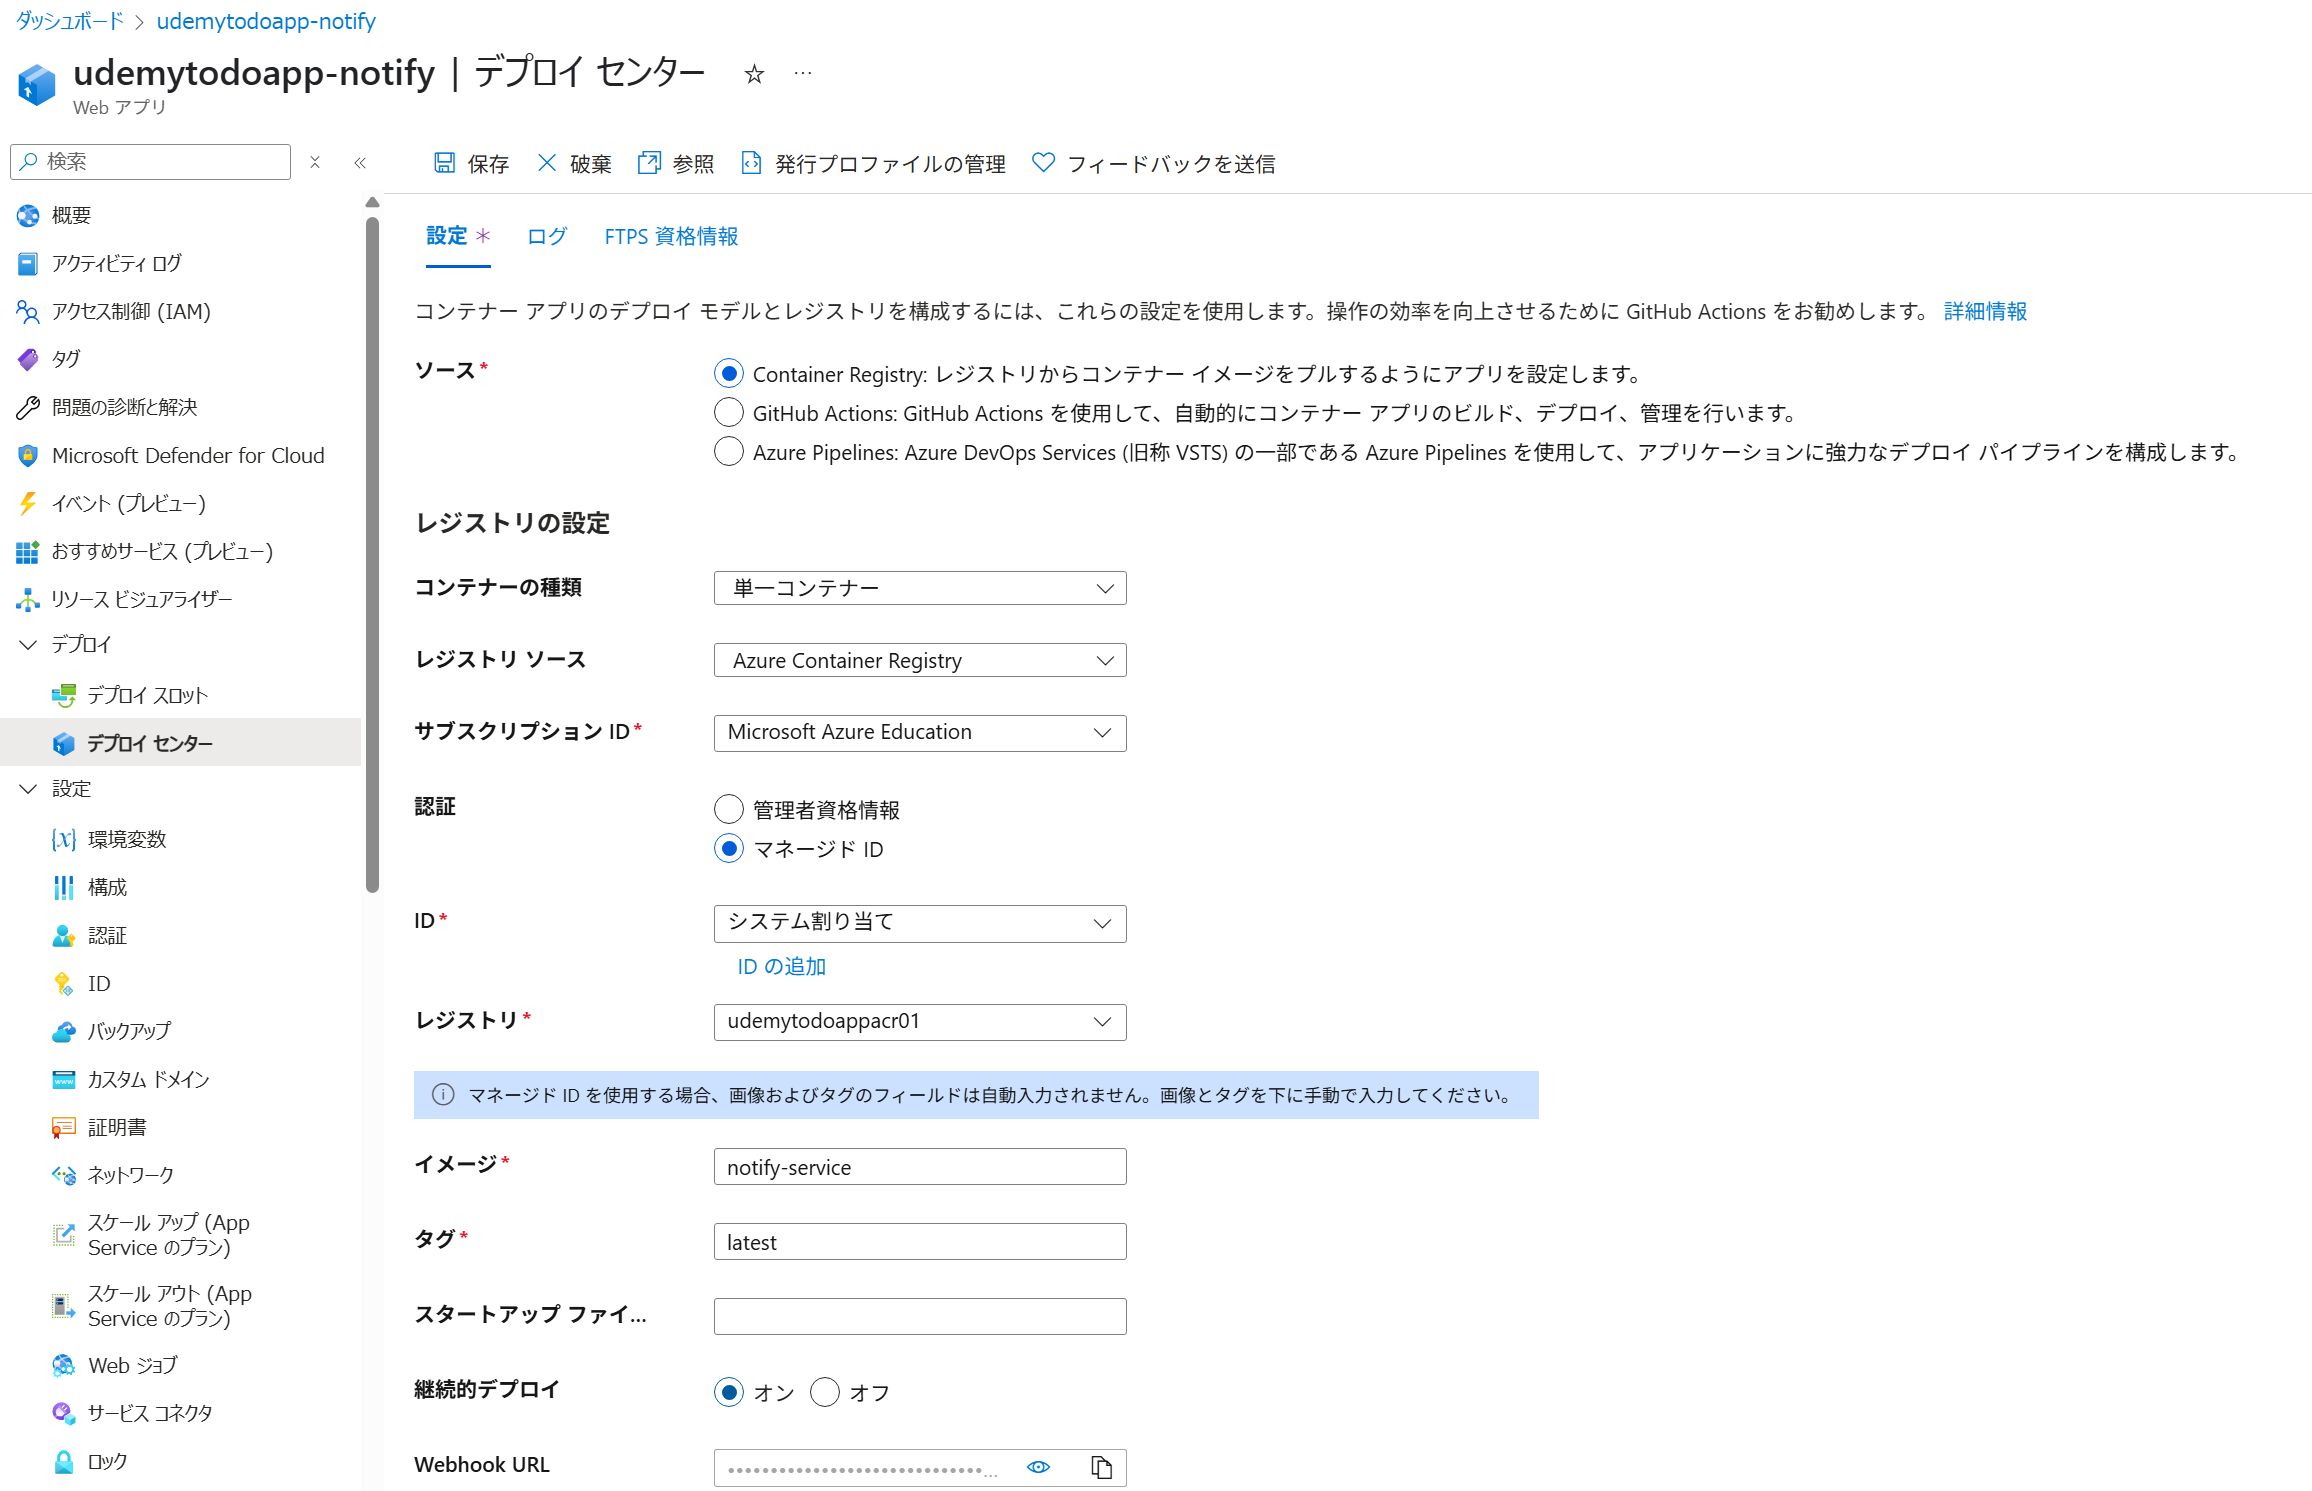 ダッシュボード > udemytodoapp-notify
udemytodoapp-notify | デプロイ センター
Web アプリ
検索
保存 破棄 参照 発行プロファイルの管理 フィードバックを送信
概要
アクティビティ ログ
アクセス制御 (IAM)
タグ
問題の診断と解決
Microsoft Defender for Cloud
イベント (プレビュー)
おすすめサービス (プレビュー)
リソース ビジュアライザー
デプロイ
デプロイ スロット
デプロイ センター
設定
環境変数
構成
認証
ID
バックアップ
カスタム ドメイン
証明書
ネットワーク
スケール アップ (App
Service のプラン)
スケール アウト (App
Service のプラン)
Web ジョブ
サービス コネクタ
ロック
設定 * ログ FTPS 資格情報
コンテナー アプリのデプロイ モデルとレジストリを構成するには、これらの設定を使用します。操作の効率を向上させるために GitHub Actions をお勧めします。 詳細情報
ソース *
Container Registry: レジストリからコンテナー イメージをプルするようにアプリを設定します。
GitHub Actions: GitHub Actions を使用して、自動的にコンテナー アプリのビルド、デプロイ、管理を行います。
Azure Pipelines: Azure DevOps Services (旧称 VSTS) の一部である Azure Pipelines を使用して、アプリケーションに強力なデプロイ パイプラインを構成します。
レジストリの設定
コンテナーの種類 単一コンテナー
レジストリ ソース Azure Container Registry
サブスクリプション ID * Microsoft Azure Education
認証 管理者資格情報
マネージド ID
ID * システム割り当て
ID の追加
レジストリ * udemytodoappacr01
マネージド ID を使用する場合、画像およびタグのフィールドは自動入力されません。画像とタグを下に手動で入力してください。
イメージ * notify-service
タグ * latest
スタートアップ ファイ...
継続的デプロイ オン オフ
Webhook URL ••••••••••••••••••••••••••••••...